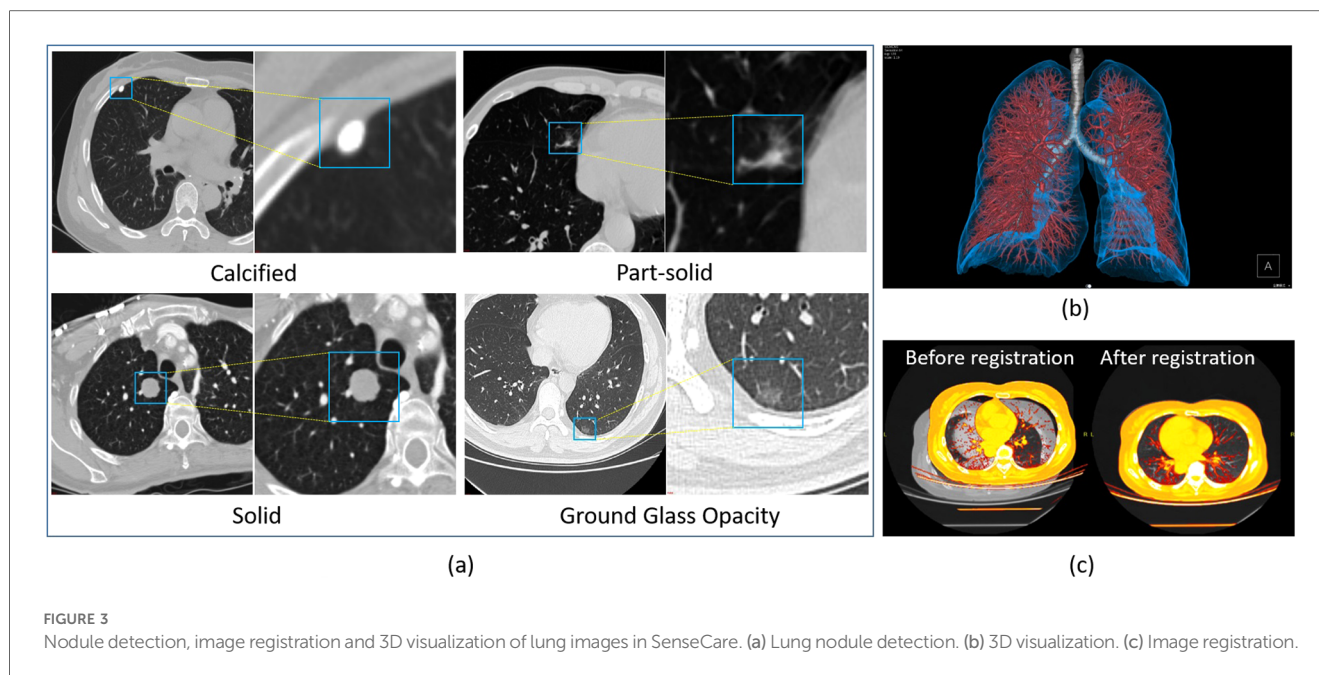 Calcified
Part-solid
Solid
Ground Glass Opacity
(a)
A
(b)
Before registration
After registration
L
R
L
R
(c)
FIGURE 3
Nodule detection, image registration and 3D visualization of lung images in SenseCare. (a) Lung nodule detection. (b) 3D visualization. (c) Image registration.